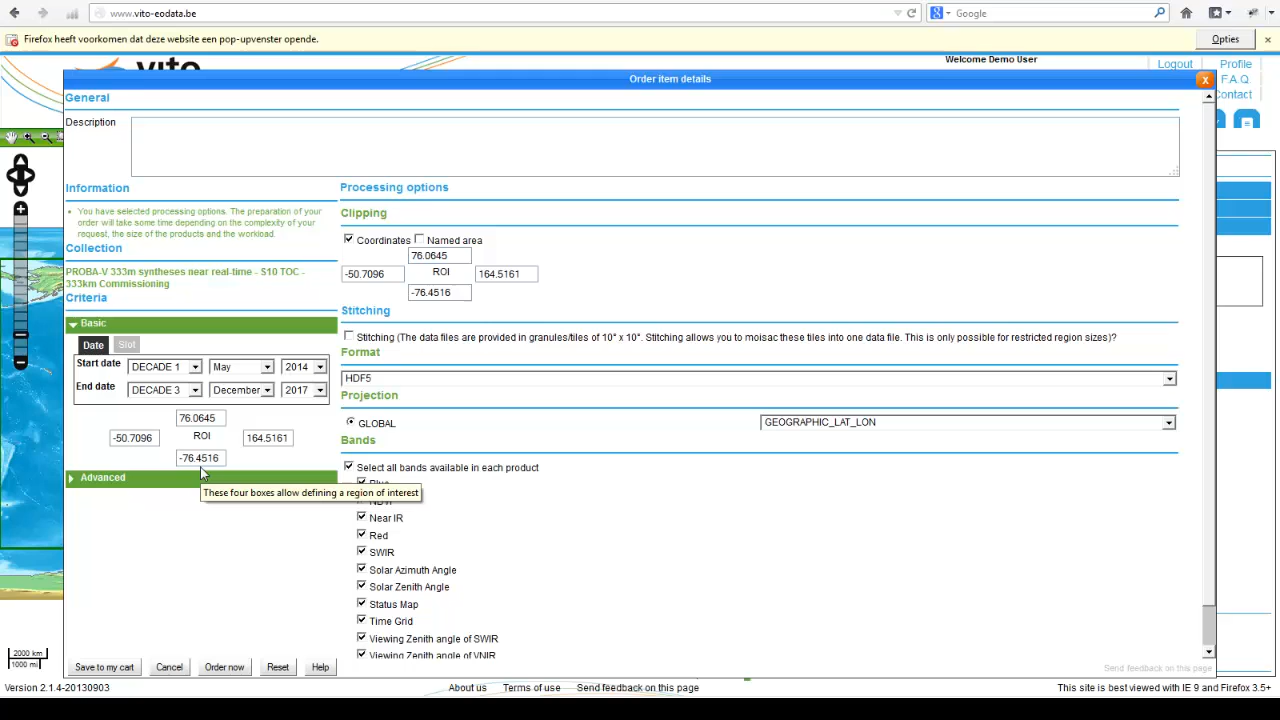 www.vito-eodata.be
Google
Firefox heeft voorkomen dat deze website een pop-upvenster opende.
Opties
vito
Welcome Demo User
Logout
Profile
F.A.Q.
Contact
Order item details
General
Description
Information
You have selected processing options. The preparation of your
order will take some time depending on the complexity of your
request, the size of the products and the workload.
Collection
PROBA-V 333m syntheses near real-time - S10 TOC -
333km Commissioning
Criteria
Basic
Date Slot
Start date DECADE 1 May 2014
End date DECADE 3 December 2017
76.0645
-50.7096 ROI 164.5161
-76.4516
Advanced
These four boxes allow defining a region of interest
Processing options
Clipping
Coordinates Named area
76.0645
-50.7096 ROI 164.5161
-76.4516
Stitching
Stitching (The data files are provided in granules/tiles of 10° x 10°. Stitching allows you to moisac these tiles into one data file. This is only possible for restricted region sizes)?
Format
HDF5
Projection
GLOBAL GEOGRAPHIC_LAT_LON
Bands
Select all bands available in each product
Blue
NDVI
Near IR
Red
SWIR
Solar Azimuth Angle
Solar Zenith Angle
Status Map
Time Grid
Viewing Zenith angle of SWIR
Viewing Zenith angle of VNIR
2000 km
1000 mi
Save to my cart Cancel Order now Reset Help
Send feedback on this page
Version 2.1.4-20130903
About us Terms of use Send feedback on this page
This site is best viewed with IE 9 and Firefox 3.5+